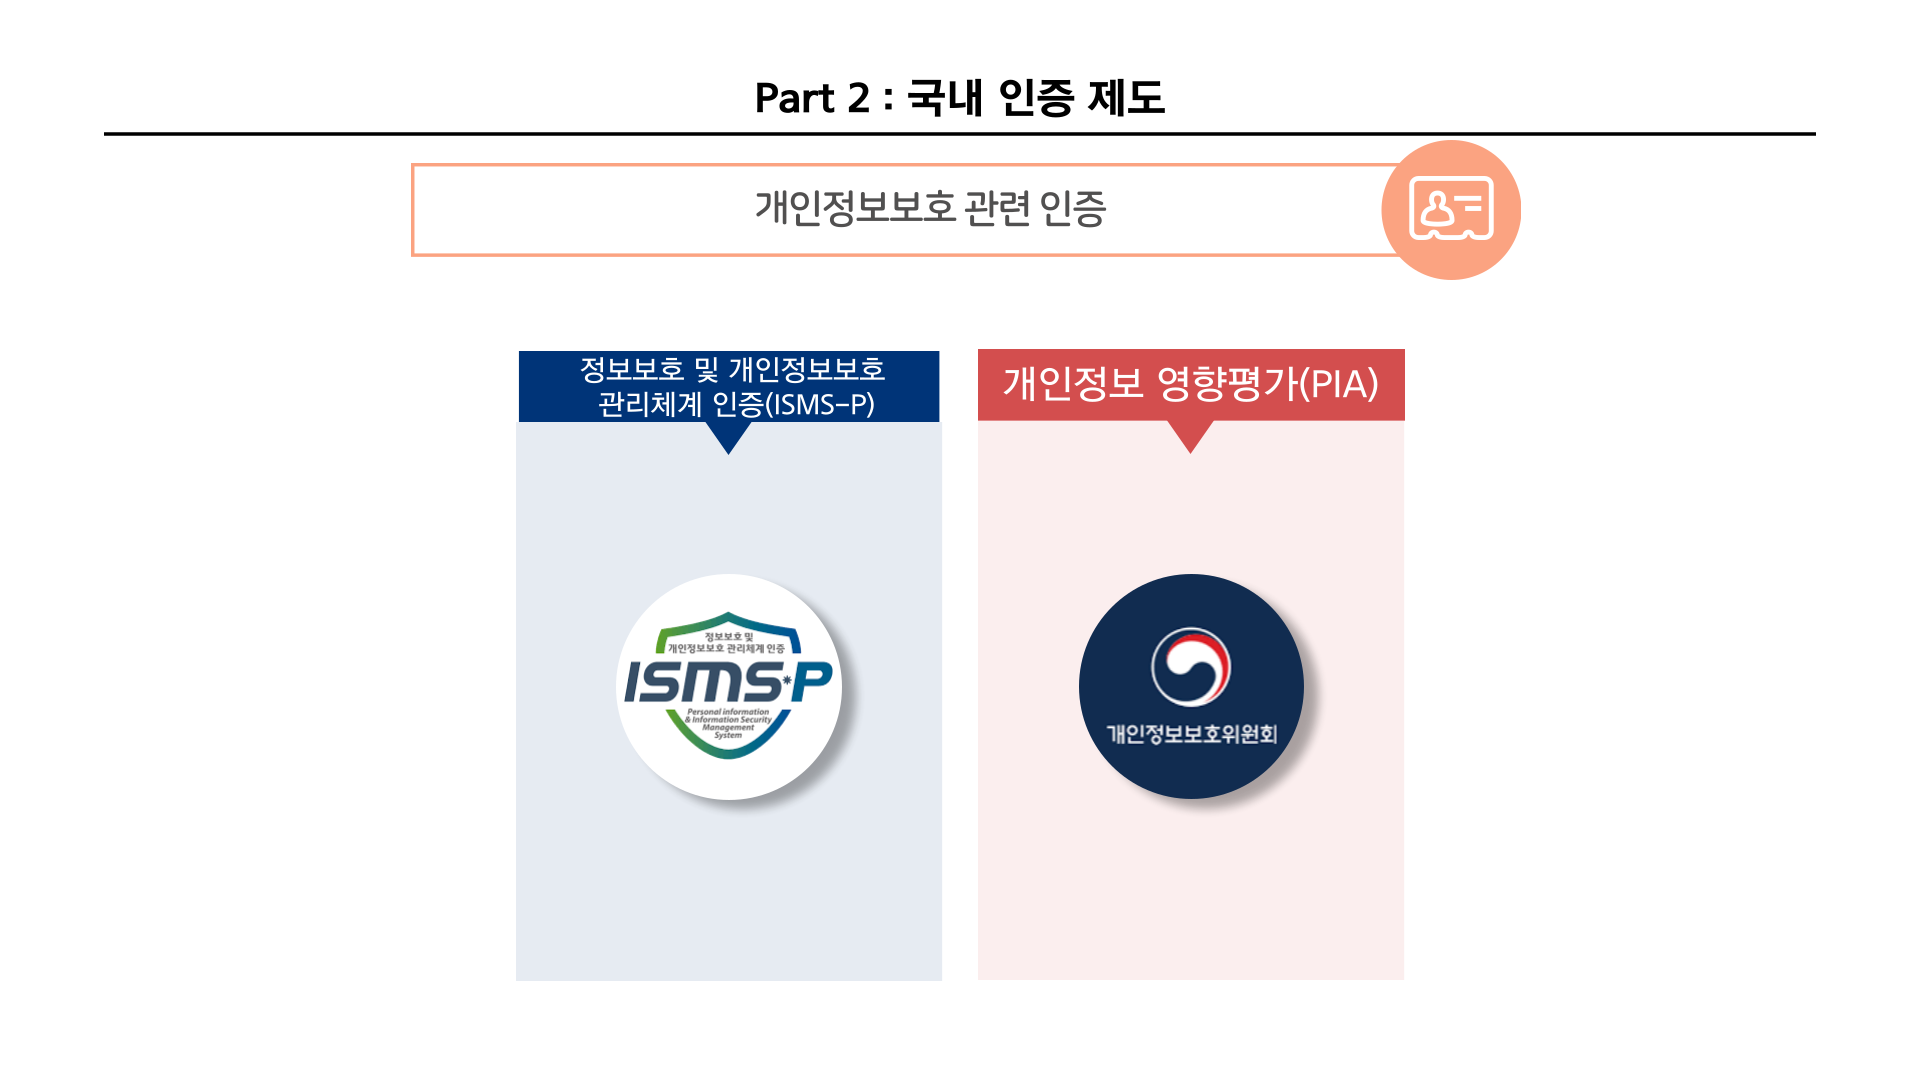 Part 2 : 국내 인증 제도
개인정보보호 관련 인증
정보보호 및 개인정보보호
관리체계 인증(ISMS-P)
정보보호 및
개인정보보호 관리체계 인증
ISMS-P
Personal information
& Information Security
Management
System
개인정보 영향평가(PIA)
개인정보보호위원회